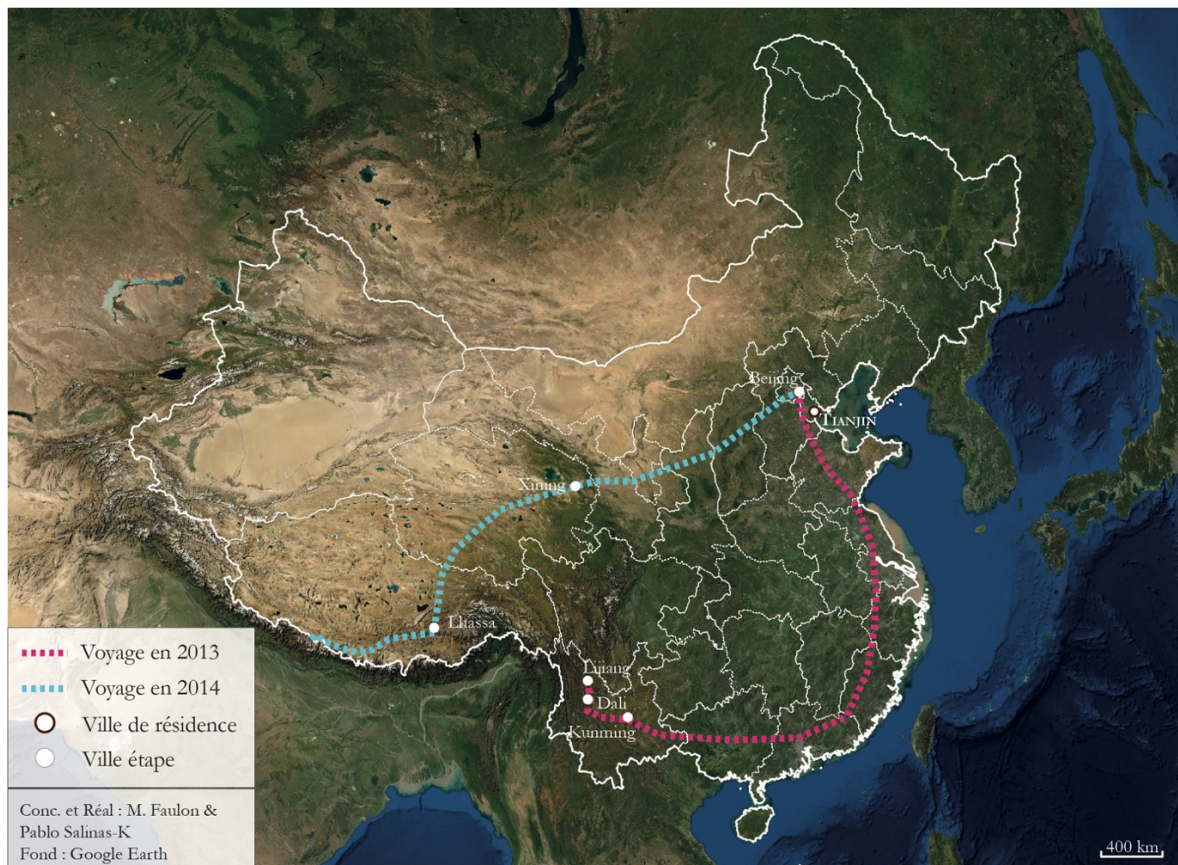 Beijing
TIANJIN
Xining
Lhassa
Lijiang
Dali
Kunming
Voyage en 2013
Voyage en 2014
Ville de résidence
Ville étape
Conc. et Réal : M. Faulon &
Pablo Salinas-K
Fond : Google Earth
400 km